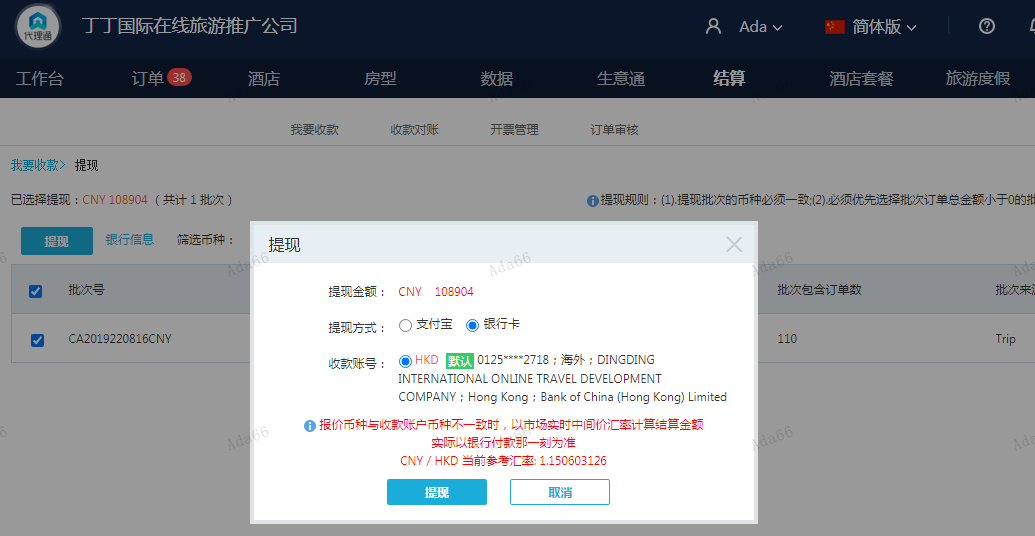 代理通
丁丁国际在线旅游推广公司
Ada
简体版
工作台
订单 38
酒店
房型
数据
生意通
结算
酒店套餐
旅游度假
我要收款
收款对账
开票管理
订单审核
我要收款> 提现
已选择提现：CNY 108904 （ 共计 1 批次 ）
提现规则：(1).提现批次的币种必须一致;(2).必须优先选择批次订单总金额小于0的批
提现
银行信息
筛选币种：
批次号
批次包含订单数
批次来源
CA2019220816CNY
110
Trip
提现
提现金额： CNY 108904
提现方式： 支付宝 银行卡
收款账号： HKD 默认 0125****2718；海外；DINGDING
INTERNATIONAL ONLINE TRAVEL DEVELOPMENT
COMPANY；Hong Kong；Bank of China (Hong Kong) Limited
报价币种与收款账户币种不一致时，以市场实时中间价汇率计算结算金额
实际以银行付款那一刻为准
CNY / HKD 当前参考汇率: 1.150603126
提现
取消
Ada66
Ada66
Ada66
Ada66
Ada66
Ada66